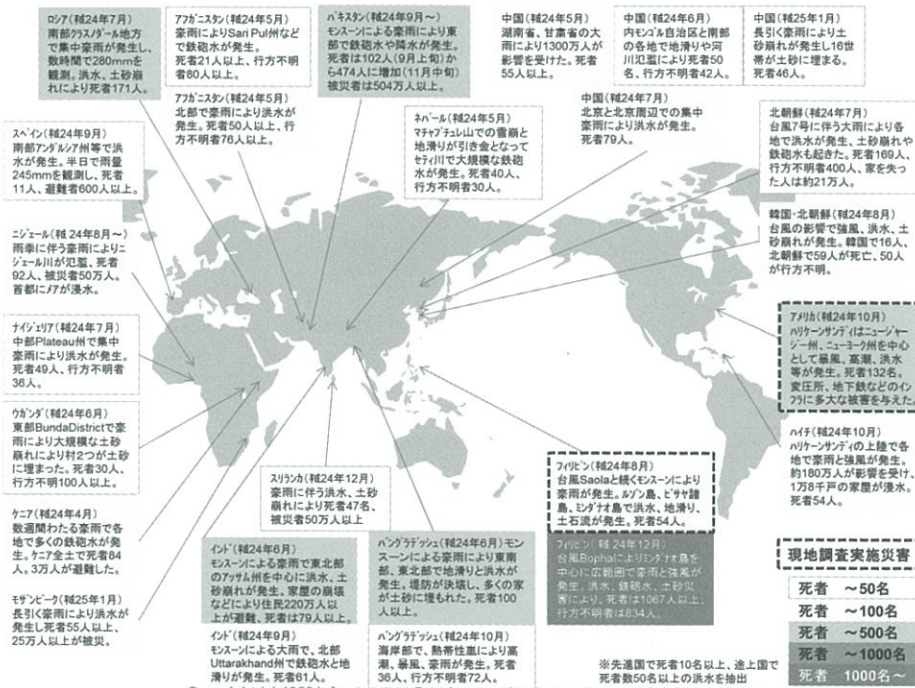 ロシア(平成24年7月)
南部クラスノダール地方
で集中豪雨が発生し、
数時間で280mmを
観測。洪水、土砂崩
れにより死者171人。
アフガニスタン(平成24年5月)
豪雨によりSari Pul州など
で鉄砲水が発生。
死者21人以上、行方不明
者80人以上。
アフガニスタン(平成24年5月)
北部で豪雨により洪水が
発生。死者50人以上、行
方不明者76人以上。
パキスタン(平成24年9月～)
モンスーンによる豪雨により東
部で鉄砲水や降水が発生。
死者は102人(9月上旬)か
ら474人に増加(11月中旬)
被災者は504万人以上。
ネパール(平成24年5月)
マチャプチュレ山での雪崩と
地滑りが引き金となって
セティ川で大規模な鉄砲
水が発生。死者40人、
行方不明者30人。
中国(平成24年5月)
湖南省、甘粛省の大
雨により1300万人が
影響を受けた。死者
55人以上。
中国(平成24年6月)
内モンゴル自治区と南部
の各地で地滑りや河
川氾濫により死者50
名、行方不明者42人。
中国(平成25年1月)
長引く豪雨により土
砂崩れが発生し16世
帯が土砂に埋まる。
死者46人。
中国(平成24年7月)
北京と北京周辺での集中
豪雨により洪水が発生。
死者79人。
北朝鮮(平成24年7月)
台風7号に伴う大雨により各
地で洪水が発生、土砂崩れや
鉄砲水も起きた。死者169人、
行方不明者400人、家を失っ
た人は約21万人。
韓国・北朝鮮(平成24年8月)
台風の影響で強風、洪水、土
砂崩れが発生。韓国で16人、
北朝鮮で59人が死亡、50人
が行方不明。
アメリカ(平成24年10月)
ハリケーンサンディはニュージャー
ジー州、ニューヨーク州を中心
として暴風、高潮、洪水
等が発生。死者132名。
変圧所、地下鉄などのイン
フラに多大な被害を与えた。
ハイチ(平成24年10月)
ハリケーンサンディの上陸で各
地で豪雨と強風が発生。
約180万人が影響を受け、
1万8千戸の家屋が浸水。
死者54人。
スペイン(平成24年9月)
南部アンダルシア州等で洪
水が発生。半日で雨量
245mmを観測し、死者
11人、避難者600人以上。
ニジェール(平成24年8月～)
雨季に伴う豪雨によりニ
ジェール川が氾濫、死者
92人、被災者50万人。
首都ニアメが浸水。
ナイジェリア(平成24年7月)
中部Plateau州で集中
豪雨により洪水が発生。
死者49人、行方不明者
36人。
ウガンダ(平成24年6月)
東部BundaDistrictで豪
雨により大規模な土砂
崩れにより村2つが土砂
に埋まった。死者30人、
行方不明100人以上。
ケニア(平成24年4月)
数週間わたる豪雨で各
地で多くの鉄砲水が発
生。ケニア全土で死者84
人。3万人が避難した。
モザンビーク(平成25年1月)
長引く豪雨により洪水が
発生し死者55人以上、
25万人以上が被災。
スリランカ(平成24年12月)
豪雨に伴う洪水、土砂
崩れにより死者47名、
被災者50万人以上
インド(平成24年6月)
モンスーンによる豪雨で東北部
のアッサム州を中心に洪水、土
砂崩れが発生。家屋の崩壊
などにより住民220万人以
上が避難、死者は79人以上。
インド(平成24年9月)
モンスーンによる大雨で、北部
Uttarakhand州で鉄砲水と地
滑りが発生。死者61人。
バングラデッシュ(平成24年6月)モン
スーンによる豪雨により東南
部、東北部で地滑りと洪水が
発生。堤防が決壊し、多くの家
が土砂に埋もれた。死者100
人以上。
バングラデッシュ(平成24年10月)
海岸部で、熱帯性嵐により高
潮、暴風、豪雨が発生。死者
36人、行方不明72人。
フィリピン(平成24年8月)
台風Saolaと続くモンスーンにより
豪雨が発生。ルソン島、ビサヤ諸
島、ミンダナオ島で洪水、地滑り、
土石流が発生。死者54人。
フィリピン(平成24年12月)
台風Bophaによりミンダナオ島を
中心に広範囲で豪雨と強風が
発生。洪水、鉄砲水、土砂災
害により、死者は1067人以上、
行方不明者は834人。
現地調査実施災害
死者 ～50名
死者 ～100名
死者 ～500名
死者 ～1000名
死者 1000名～
※先進国で死者10名以上、途上国で
死者数50名以上の洪水を抽出